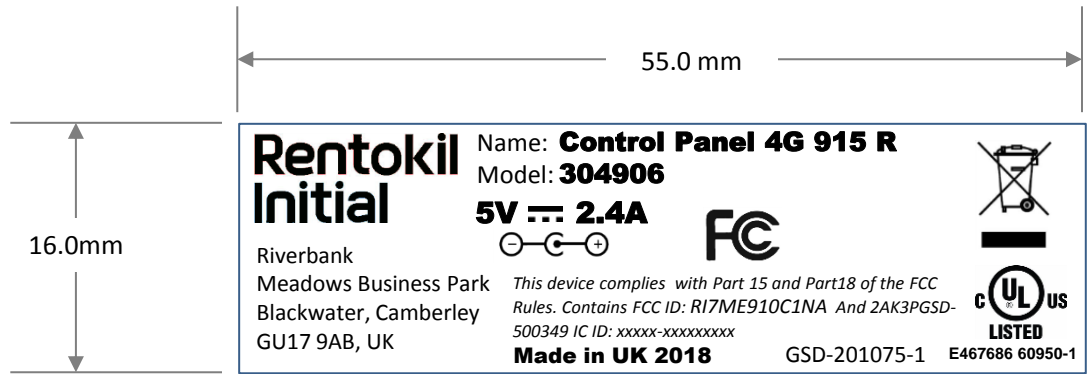 55.0 mm
16.0mm
Rentokil
Initial
Riverbank
Meadows Business Park
Blackwater, Camberley
GU17 9AB, UK
Name: Control Panel 4G 915 R
Model: 304906
5V ⎓ 2.4A
FC
This device complies with Part 15 and Part18 of the FCC
Rules. Contains FCC ID: RI7ME910C1NA And 2AK3PGSD-
500349 IC ID: xxxxx-xxxxxxxxx
Made in UK 2018 GSD-201075-1
C UL ® US
LISTED
E467686 60950-1